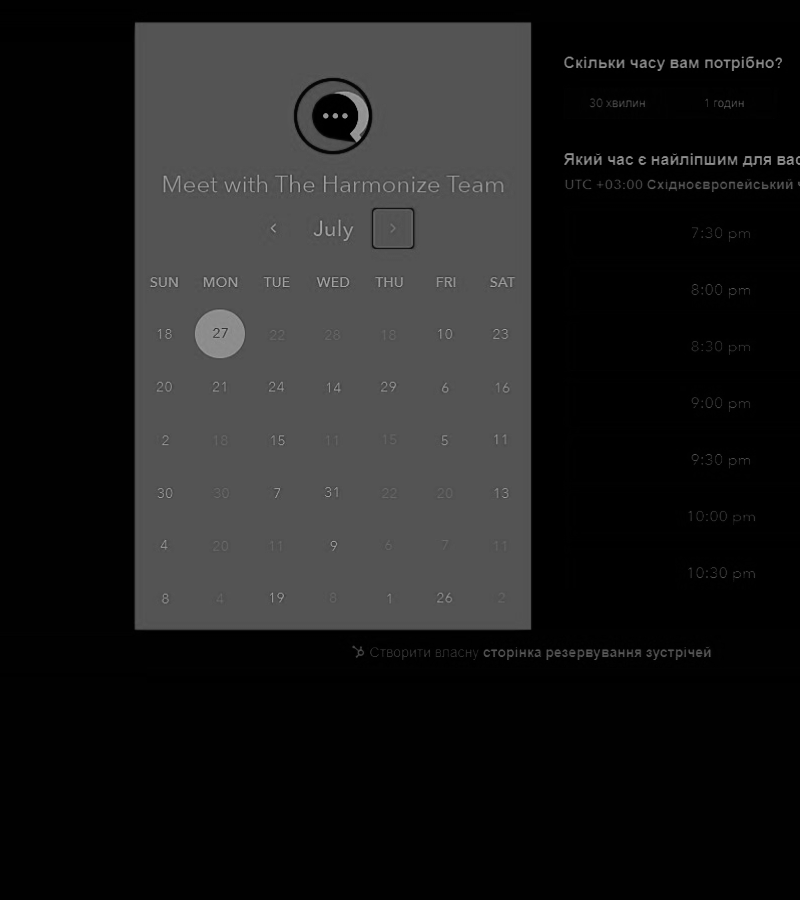 Meet with The Harmonize Team
July
SUN MON TUE WED THU FRI SAT
18 27 22 28 18 10 23
20 21 24 14 29 6 16
2 18 15 11 15 5 11
30 30 7 31 22 20 13
4 20 11 9 6 7 11
8 4 19 8 1 26 2
Скільки часу вам потрібно?
30 хвилин 1 годин
Який час є найліпшим для вас
UTC +03:00 Східноєвропейський ч
7:30 pm
8:00 pm
8:30 pm
9:00 pm
9:30 pm
10:00 pm
10:30 pm
Створити власну сторінка резервування зустрічей